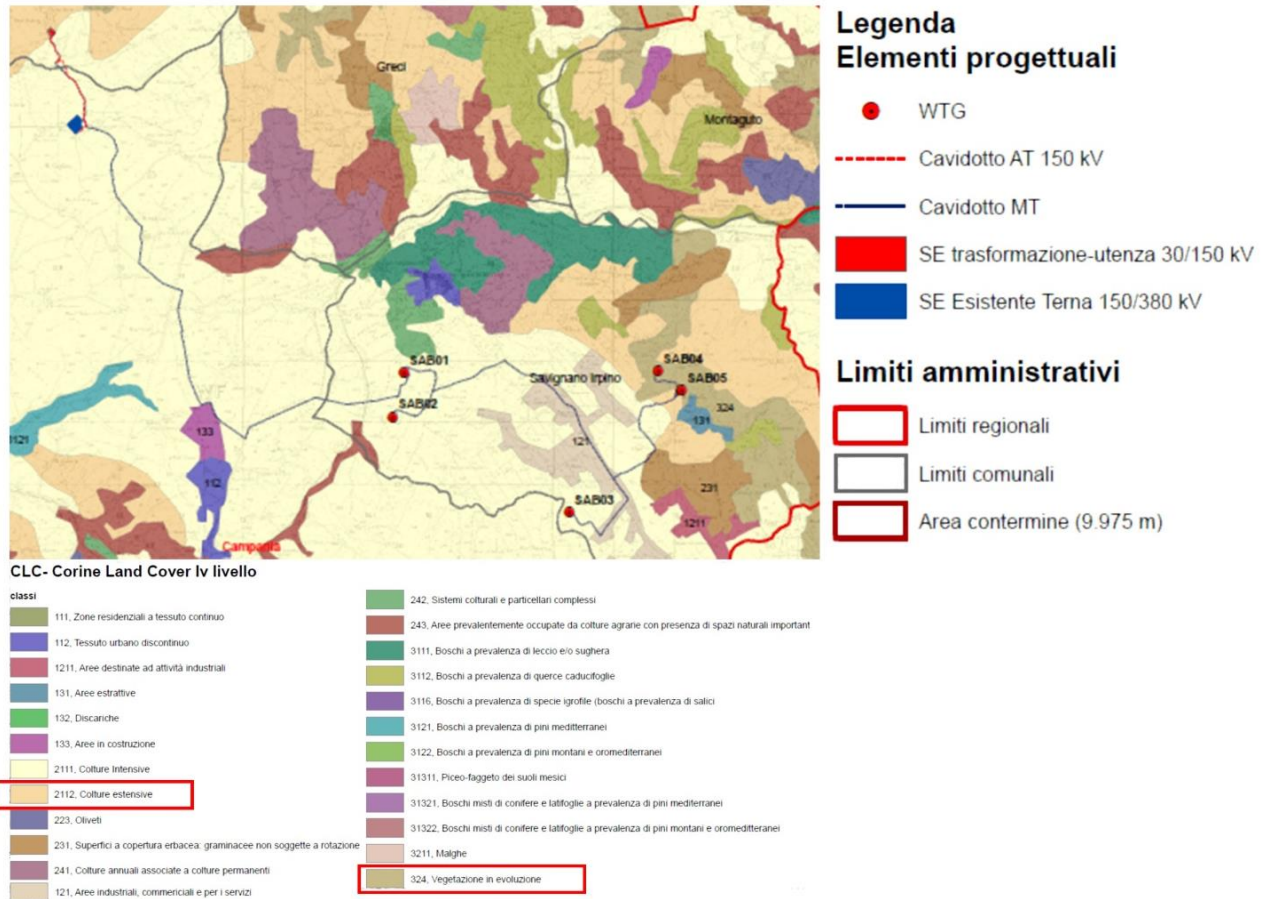 Greci
Montaguto
SAB01
SAB02
Savignano Irpino
SAB04
SAB05
324
131
121
133
3121
112
231
SAB03
1211
Campania
Legenda
Elementi progettuali
WTG
Cavidotto AT 150 kV
Cavidotto MT
SE trasformazione-utenza 30/150 kV
SE Esistente Terna 150/380 kV
Limiti amministrativi
Limiti regionali
Limiti comunali
Area contermine (9.975 m)
CLC- Corine Land Cover Iv livello
classi
111, Zone residenziali a tessuto continuo
112, Tessuto urbano discontinuo
1211, Aree destinate ad attività industriali
131, Aree estrattive
132, Discariche
133, Aree in costruzione
2111, Colture Intensive
2112, Colture estensive
223, Oliveti
231, Superfici a copertura erbacea: graminacee non soggette a rotazione
241, Colture annuali associate a colture permanenti
121, Aree industriali, commerciali e per i servizi
242, Sistemi colturali e particellari complessi
243, Aree prevalentemente occupate da colture agrarie con presenza di spazi naturali important
3111, Boschi a prevalenza di leccio e/o sughera
3112, Boschi a prevalenza di querce caducifoglie
3116, Boschi a prevalenza di specie igrofile (boschi a prevalenza di salici
3121, Boschi a prevalenza di pini meditterranei
3122, Boschi a prevalenza di pini montani e oromediterranei
31311, Piceo-faggeto dei suoli mesici
31321, Boschi misti di conifere e latifoglie a prevalenza di pini mediterranei
31322, Boschi misti di conifere e latifoglie a prevalenza di pini montani e oromeditteranei
3211, Malghe
324, Vegetazione in evoluzione